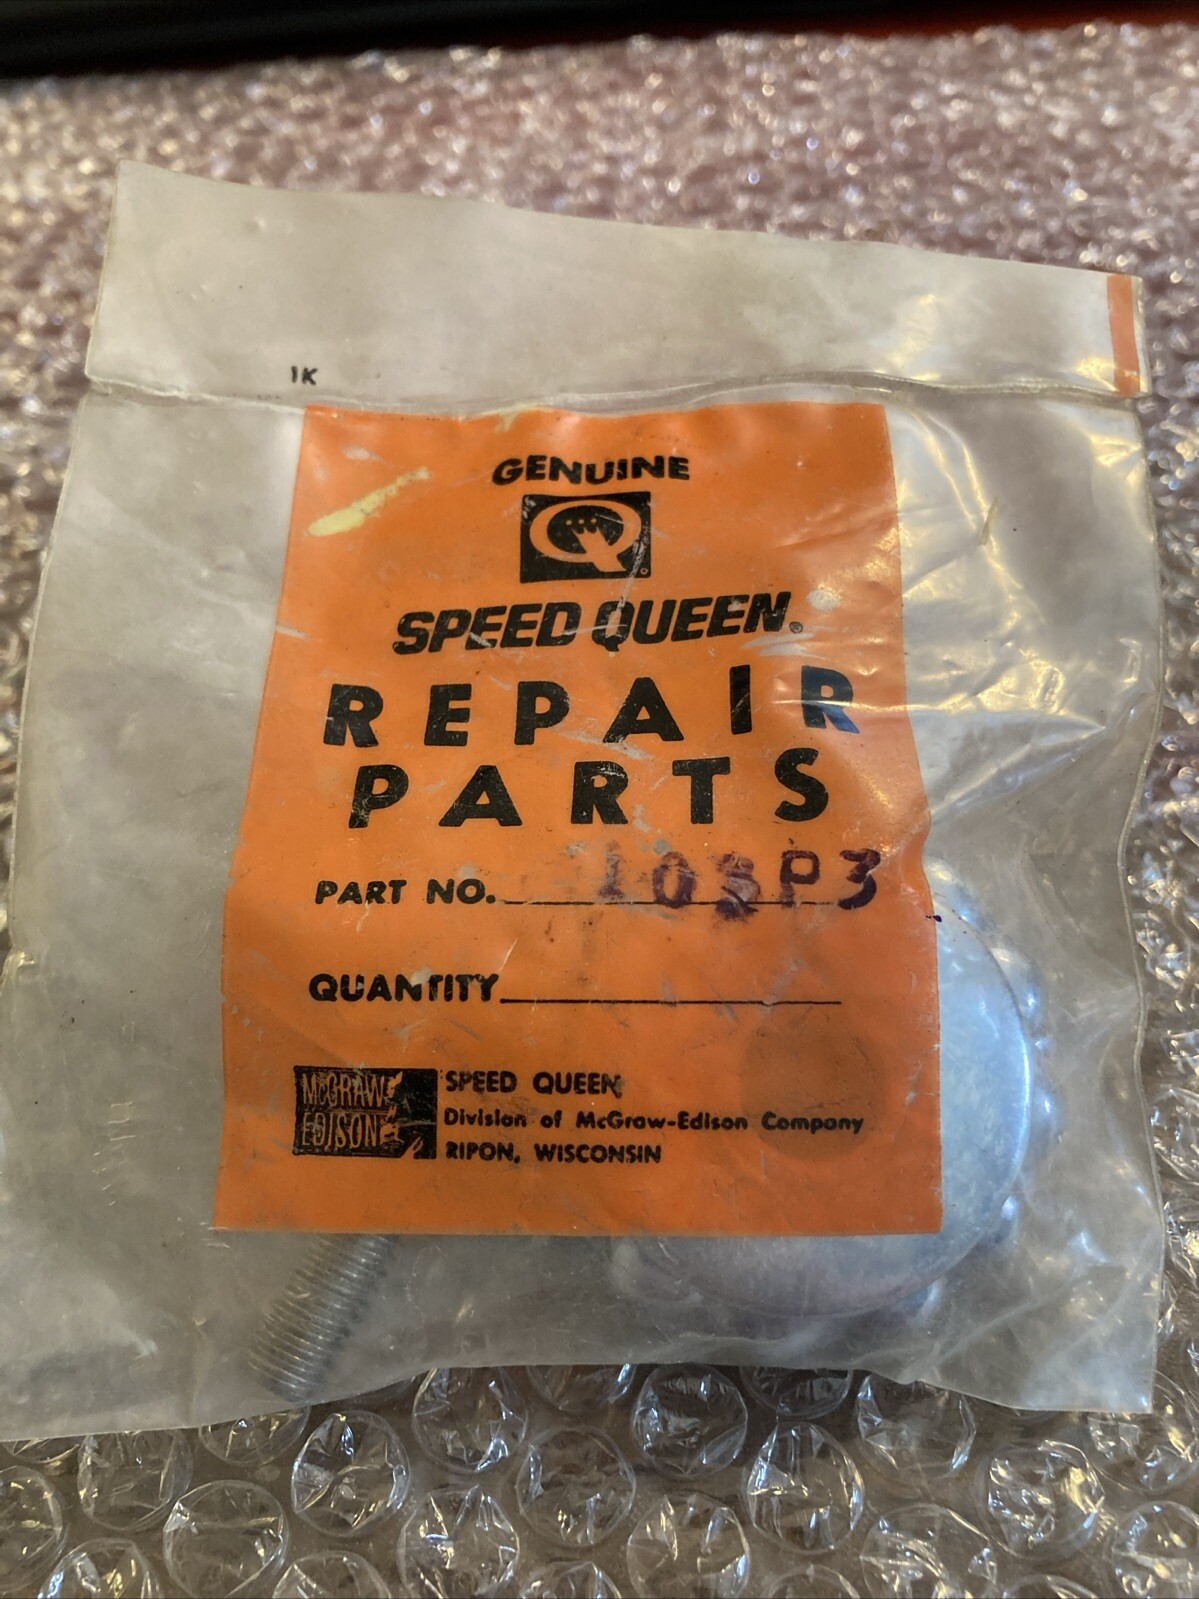 1K
GENUINE
Q
SPEED QUEEN®
REPAIR
PARTS
PART NO.
QUANTITY
McGRAW
EDISON
SPEED QUEEN
Division of McGraw-Edison Company
RIPON, WISCONSIN